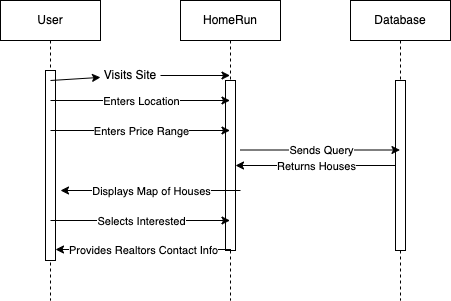 User
HomeRun
Database
Visits Site
Enters Location
Enters Price Range
Sends Query
Returns Houses
Displays Map of Houses
Selects Interested
Provides Realtors Contact Info